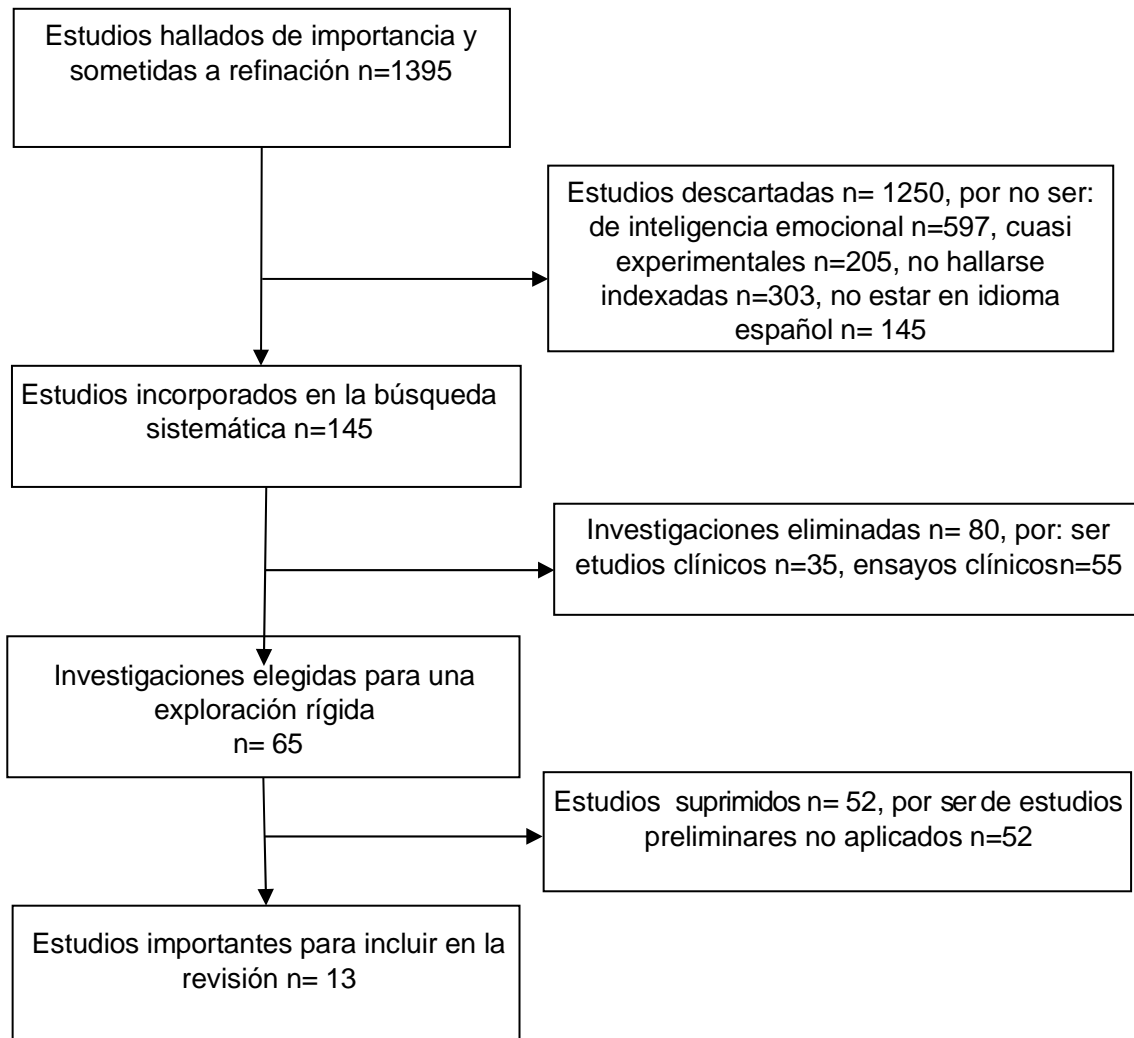 Estudios hallados de importancia y
sometidas a refinación n=1395
Estudios descartadas n= 1250, por no ser:
de inteligencia emocional n=597, cuasi
experimentales n=205, no hallarse
indexadas n=303, no estar en idioma
español n= 145
Estudios incorporados en la búsqueda
sistemática n=145
Investigaciones eliminadas n= 80, por: ser
etudios clínicos n=35, ensayos clínicosn=55
Investigaciones elegidas para una
exploración rígida
n= 65
Estudios suprimidos n= 52, por ser de estudios
preliminares no aplicados n=52
Estudios importantes para incluir en la
revisión n= 13